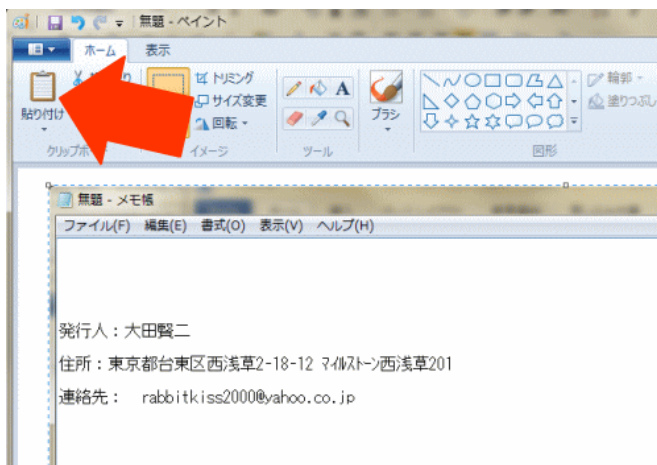 無題 - ペイント
ホーム 表示
トリミング
サイズ変更
回転
貼り付け
ブラシ
輪郭
塗りつぶし
イメージ ツール 図形
無題 - メモ帳
ファイル(F) 編集(E) 書式(O) 表示(V) ヘルプ(H)
発行人：大田賢二
住所：東京都台東区西浅草2-18-12 ﾏｲﾙｽﾄｰﾝ西浅草201
連絡先： rabbitkiss2000@yahoo.co.jp